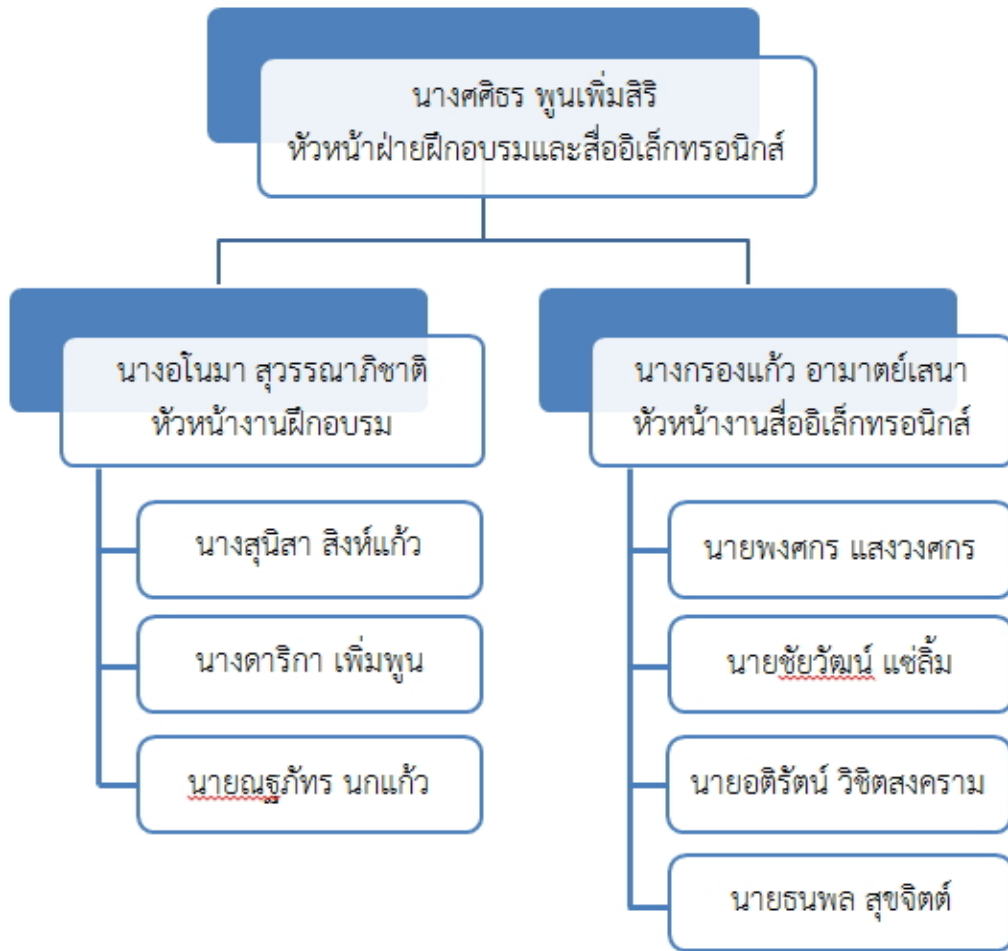 นางศศิธร พูนเพิ่มสิริ
หัวหน้าฝ่ายฝึกอบรมและสื่ออิเล็กทรอนิกส์
นางอโนมา สุวรรณาภิชาติ
หัวหน้างานฝึกอบรม
นางสุนิสา สิงห์แก้ว
นางดาริกา เพิ่มพูน
นายณฐภัทร นกแก้ว
นางกรองแก้ว อามาตย์เสนา
หัวหน้างานสื่ออิเล็กทรอนิกส์
นายพงศกร แสงวงศกร
นายชัยวัฒน์ แซ่ลิ้ม
นายอติรัตน์ วิชิตสงคราม
นายธนพล สุขจิตต์